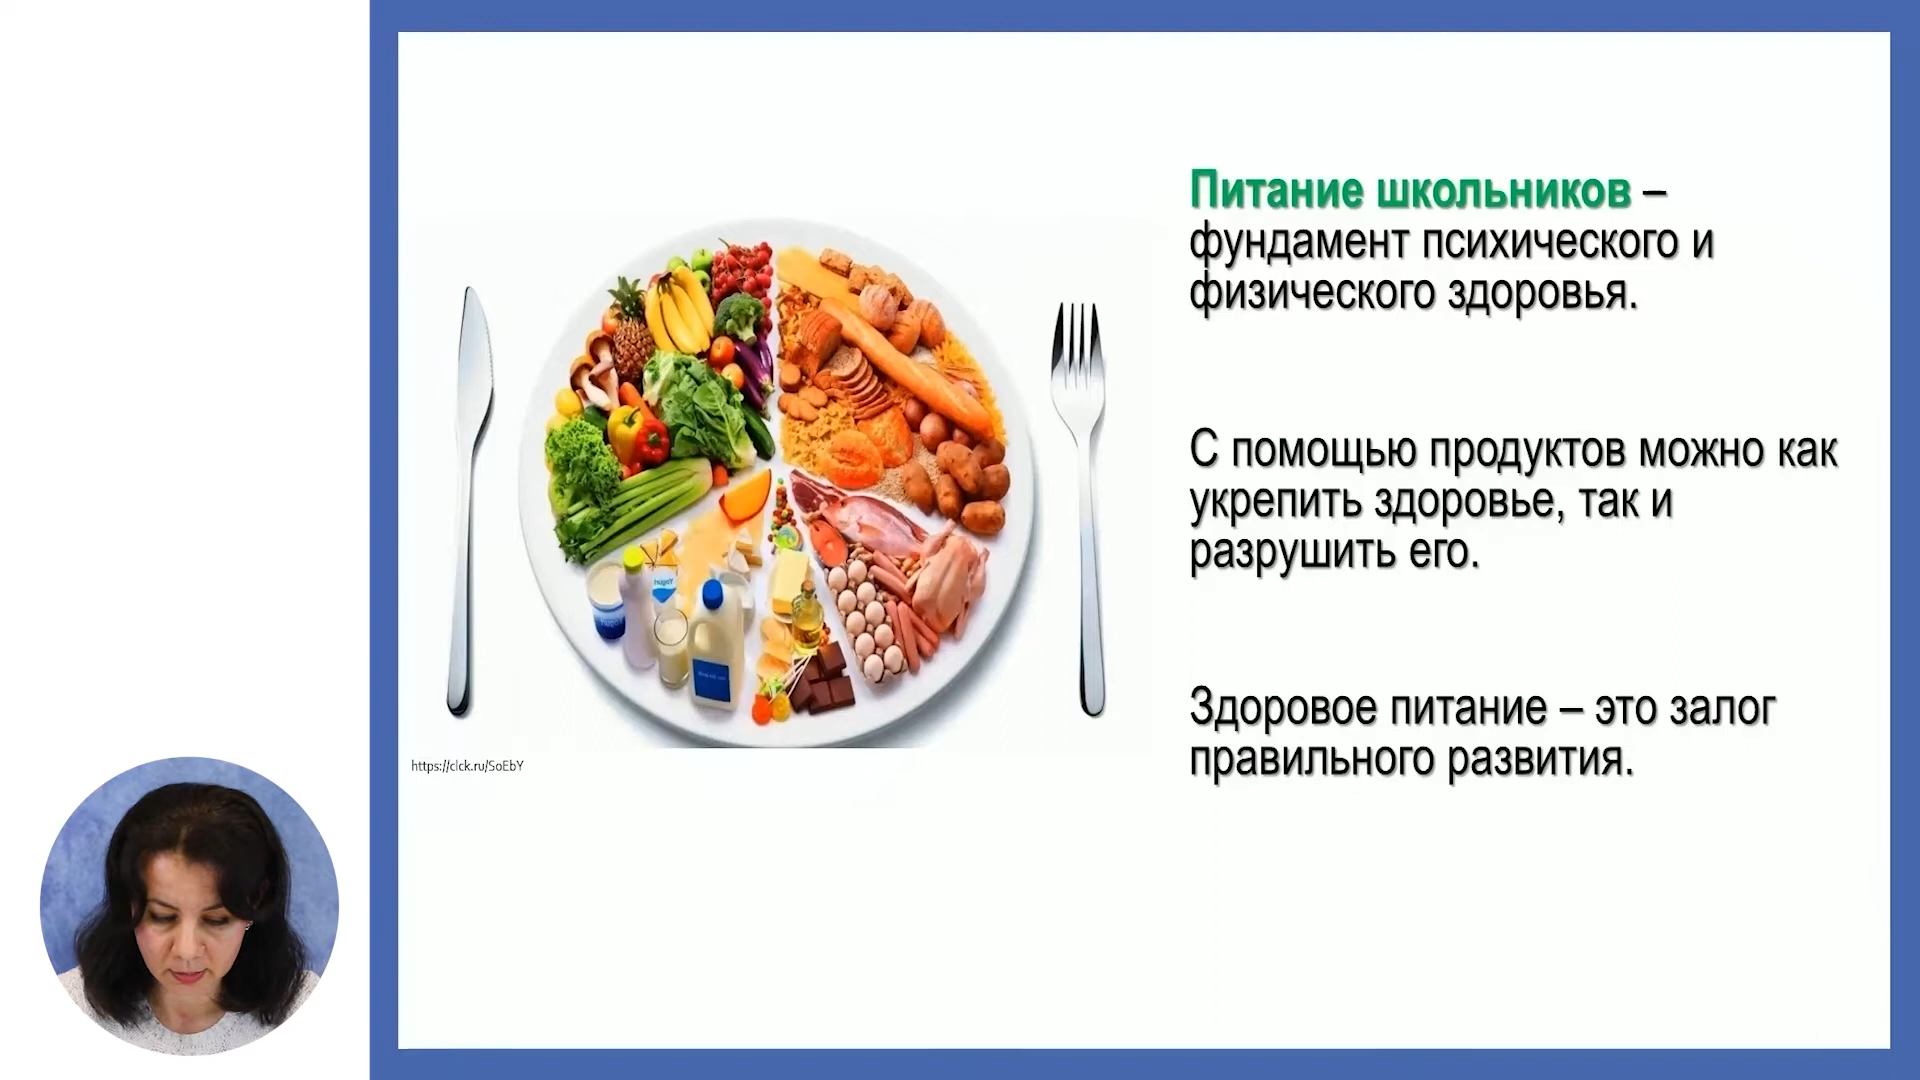 Питание школьников –
фундамент психического и
физического здоровья.
С помощью продуктов можно как
укрепить здоровье, так и
разрушить его.
Здоровое питание – это залог
правильного развития.
https://clck.ru/SoEbY